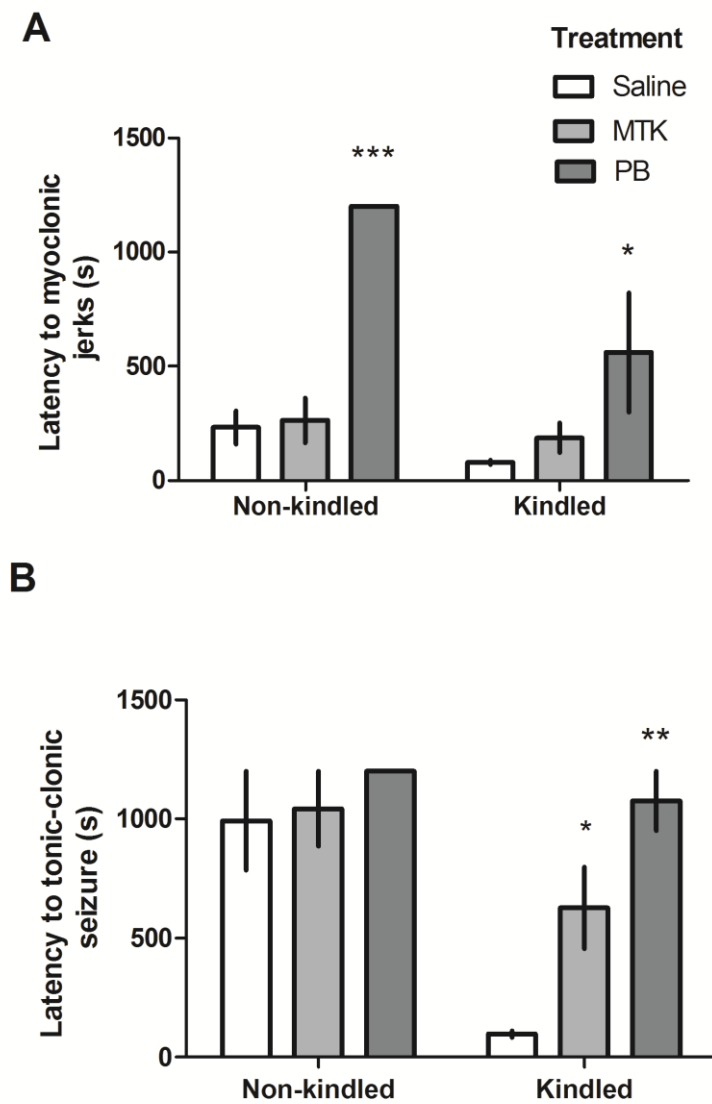 A
Treatment
Saline
MTK
PB
Latency to myoclonic
jerks (s)
1500
1000
500
0
***
*
Non-kindled
Kindled
B
Latency to tonic-clonic
seizure (s)
1500
1000
500
0
*
**
Non-kindled
Kindled